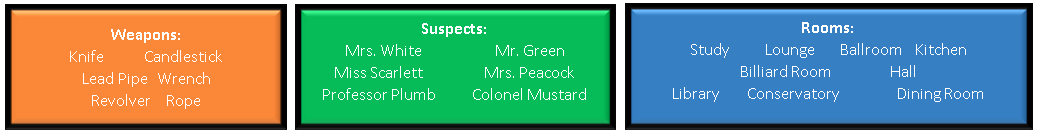 Weapons:
Knife Candlestick
Lead Pipe Wrench
Revolver Rope
Suspects:
Mrs. White Mr. Green
Miss Scarlett Mrs. Peacock
Professor Plumb Colonel Mustard
Rooms:
Study Lounge Ballroom Kitchen
Billiard Room Hall
Library Conservatory Dining Room